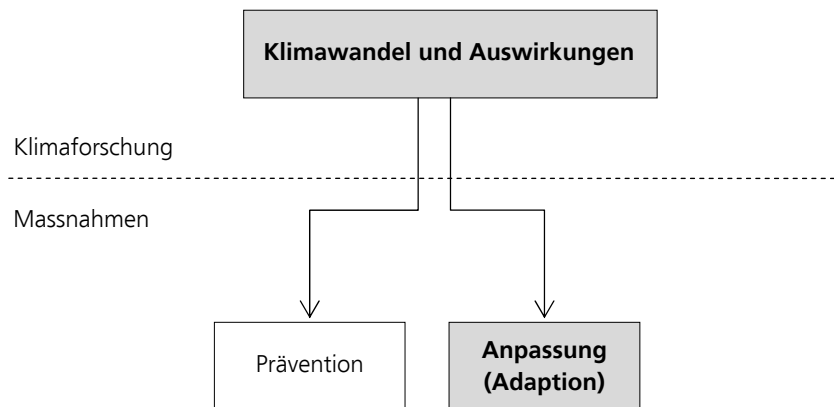 Klimawandel und Auswirkungen
Klimaforschung
Massnahmen
Prävention
Anpassung
(Adaption)